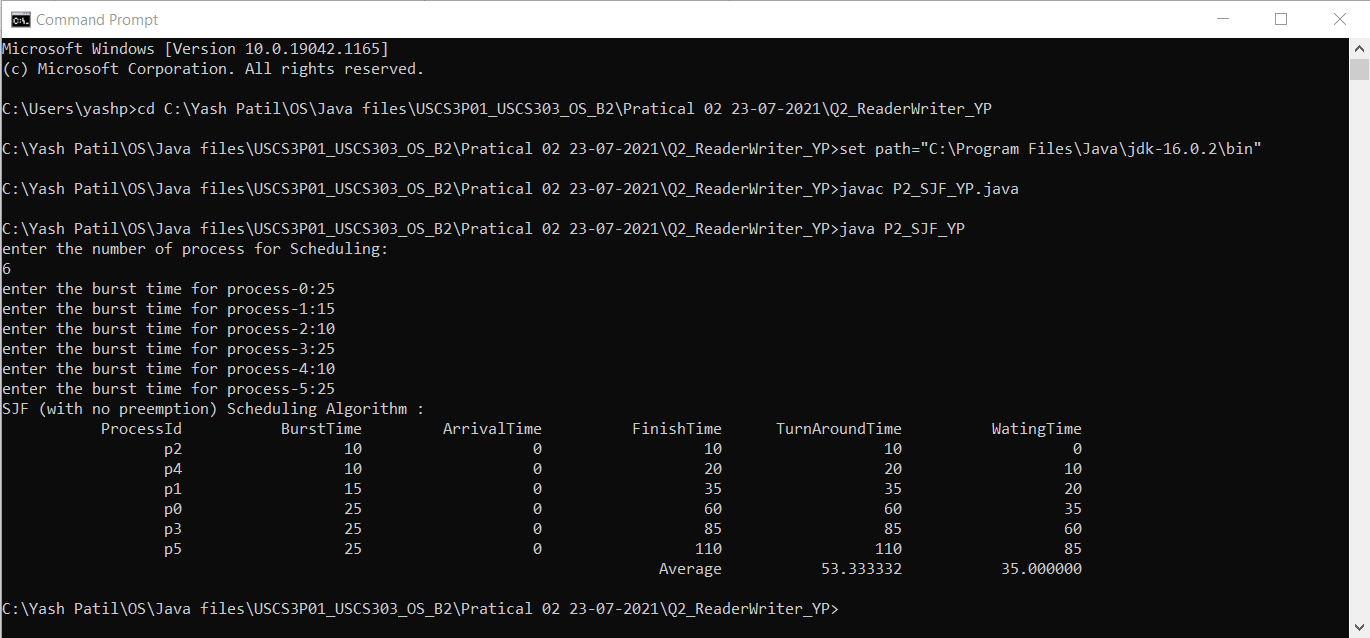 Command Prompt
Microsoft Windows [Version 10.0.19042.1165]
(c) Microsoft Corporation. All rights reserved.
C:\Users\yashp>cd C:\Yash Patil\OS\Java files\USCS3P01_USCS303_OS_B2\Pratical 02 23-07-2021\Q2_ReaderWriter_YP
C:\Yash Patil\OS\Java files\USCS3P01_USCS303_OS_B2\Pratical 02 23-07-2021\Q2_ReaderWriter_YP>set path="C:\Program Files\Java\jdk-16.0.2\bin"
C:\Yash Patil\OS\Java files\USCS3P01_USCS303_OS_B2\Pratical 02 23-07-2021\Q2_ReaderWriter_YP>javac P2_SJF_YP.java
C:\Yash Patil\OS\Java files\USCS3P01_USCS303_OS_B2\Pratical 02 23-07-2021\Q2_ReaderWriter_YP>java P2_SJF_YP
enter the number of process for Scheduling:
6
enter the burst time for process-0:25
enter the burst time for process-1:15
enter the burst time for process-2:10
enter the burst time for process-3:25
enter the burst time for process-4:10
enter the burst time for process-5:25
SJF (with no preemption) Scheduling Algorithm :
ProcessId BurstTime ArrivalTime FinishTime TurnAroundTime WatingTime
p2 10 0 10 10 0
p4 10 0 20 20 10
p1 15 0 35 35 20
p0 25 0 60 60 35
p3 25 0 85 85 60
p5 25 0 110 110 85
Average 53.333332 35.000000
C:\Yash Patil\OS\Java files\USCS3P01_USCS303_OS_B2\Pratical 02 23-07-2021\Q2_ReaderWriter_YP>